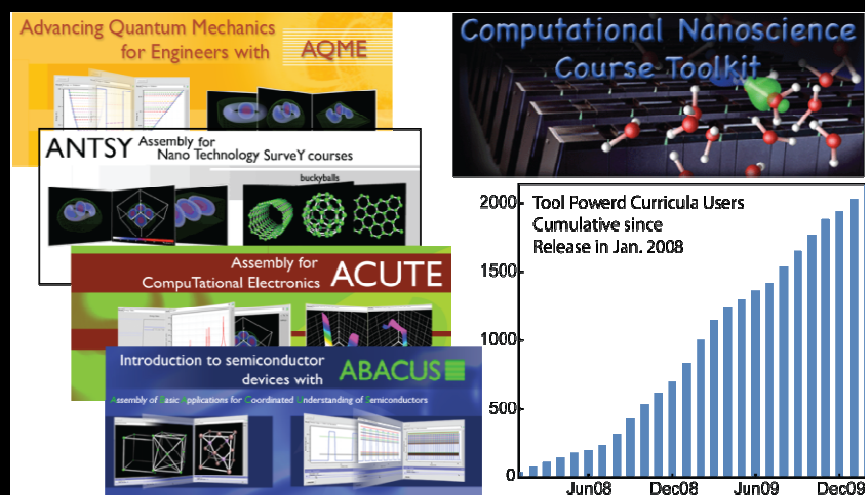 Advancing Quantum Mechanics
for Engineers with AQME
ANTSY Assembly for
Nano Technology SurveY courses
buckyballs
Assembly for
CompuTational Electronics ACUTE
Introduction to semiconductor
devices with ABACUS
Assembly of Basic Applications for Coordinated Understanding of Semiconductors
Computational Nanoscience
Course Toolkit
Tool Powerd Curricula Users
Cumulative since
Release in Jan. 2008
2000
1500
1000
500
0
Jun08 Dec08 Jun09 Dec09